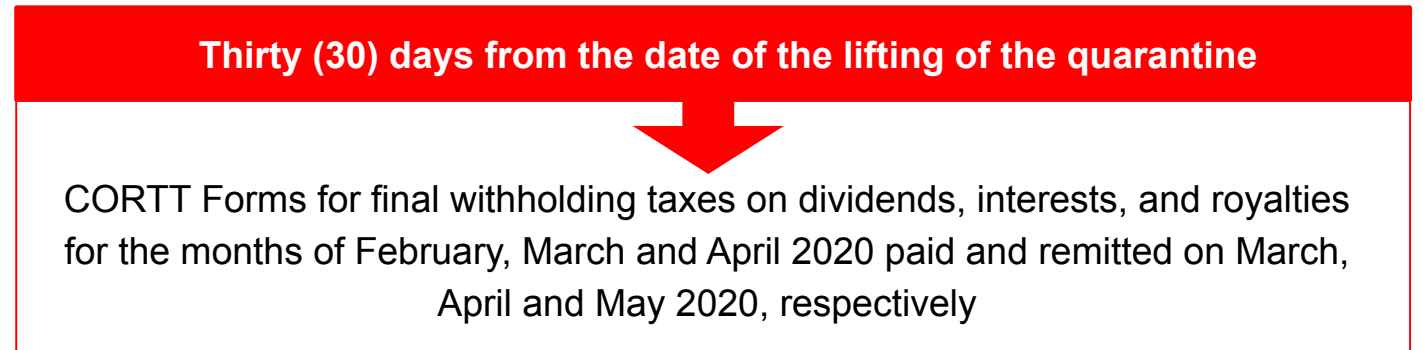 Thirty (30) days from the date of the lifting of the quarantine
CORTT Forms for final withholding taxes on dividends, interests, and royalties
for the months of February, March and April 2020 paid and remitted on March,
April and May 2020, respectively